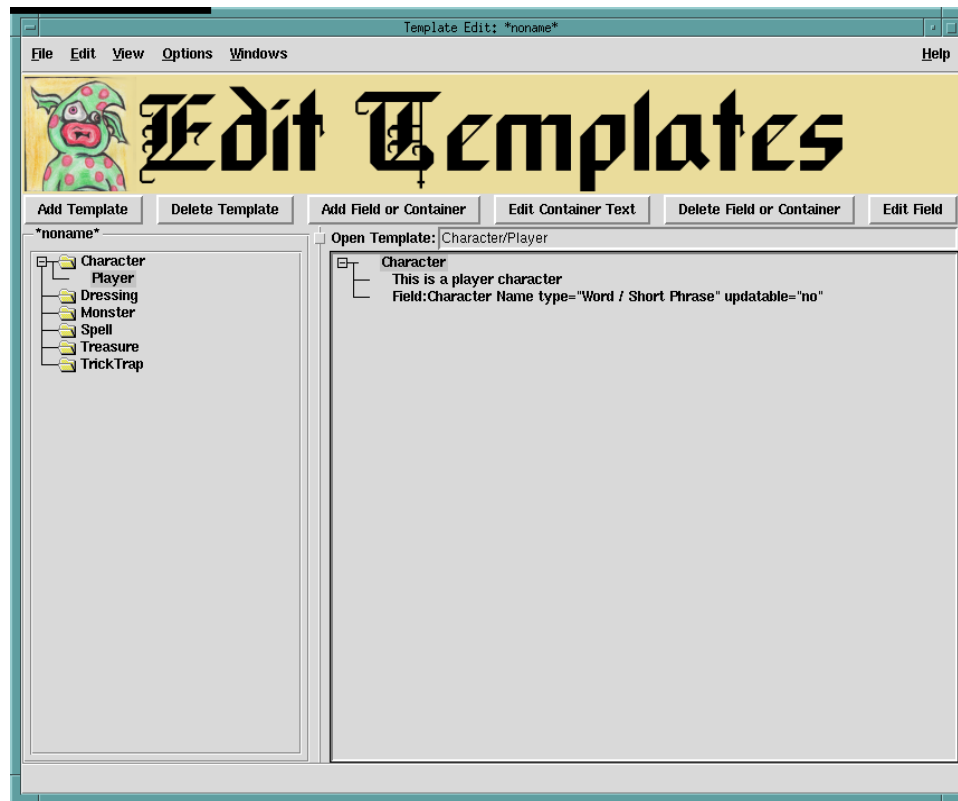 Template Edit: *noname*
File Edit View Options Windows Help
Edit Templates
Add Template Delete Template Add Field or Container Edit Container Text Delete Field or Container Edit Field
*noname*
Open Template: Character/Player
Character
Player
Dressing
Monster
Spell
Treasure
TrickTrap
Character
This is a player character
Field:Character Name type="Word / Short Phrase" updatable="no"